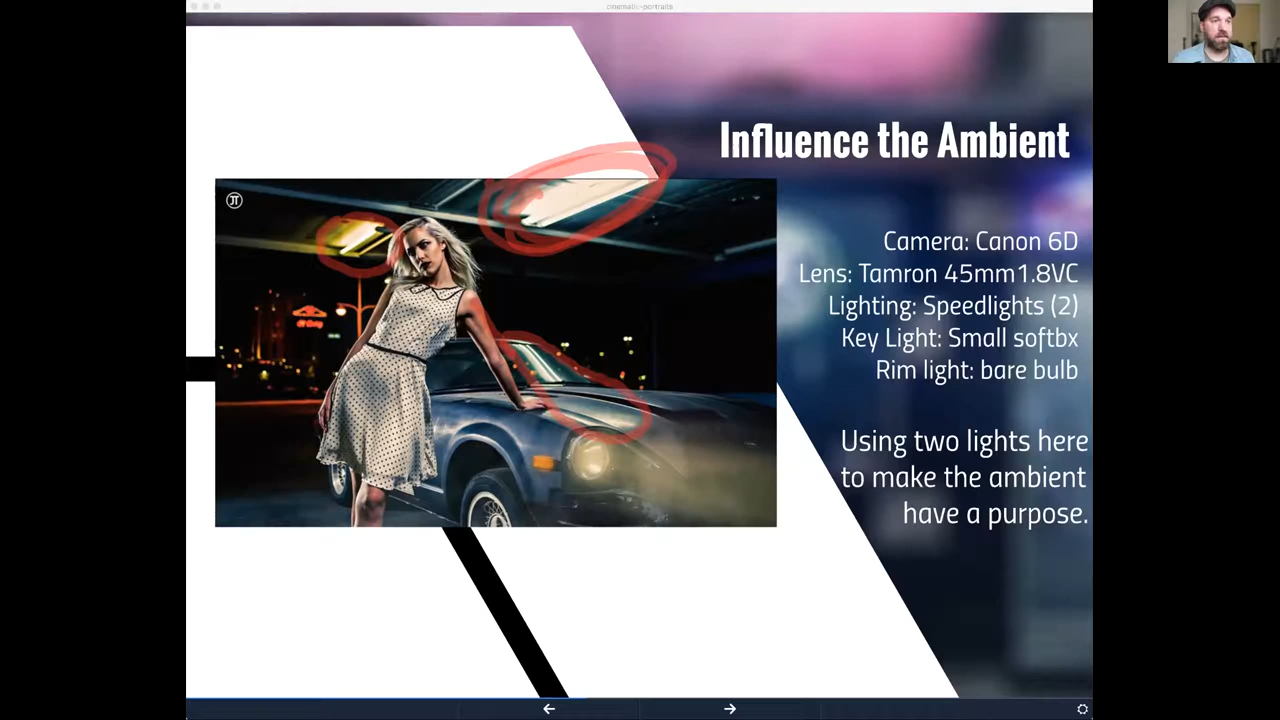 cinematic-portraits
Influence the Ambient
JT
Camera: Canon 6D
Lens: Tamron 45mm1.8VC
Lighting: Speedlights (2)
Key Light: Small softbx
Rim light: bare bulb
Using two lights here
to make the ambient
have a purpose.